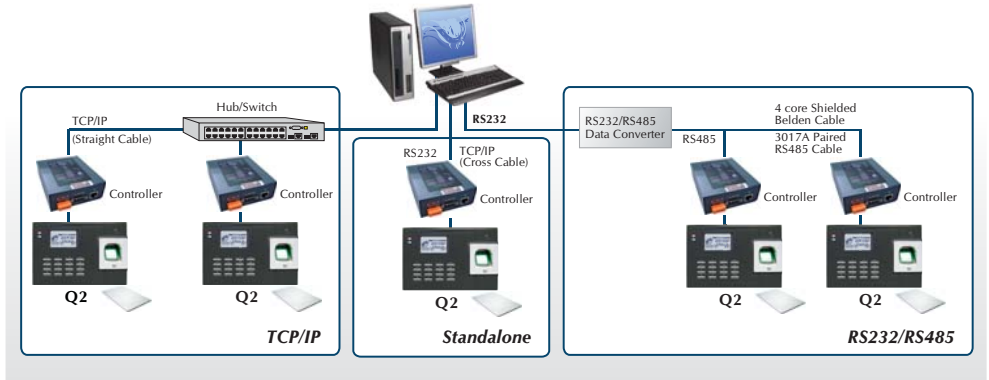 Hub/Switch
TCP/IP
(Straight Cable)
Controller
Controller
Q2
Q2
TCP/IP
RS232
TCP/IP
(Cross Cable)
Controller
Q2
Standalone
RS232
RS232/RS485
Data Converter
RS485
4 core Shielded
Belden Cable
3017A Paired
RS485 Cable
Controller
Controller
Q2
Q2
RS232/RS485